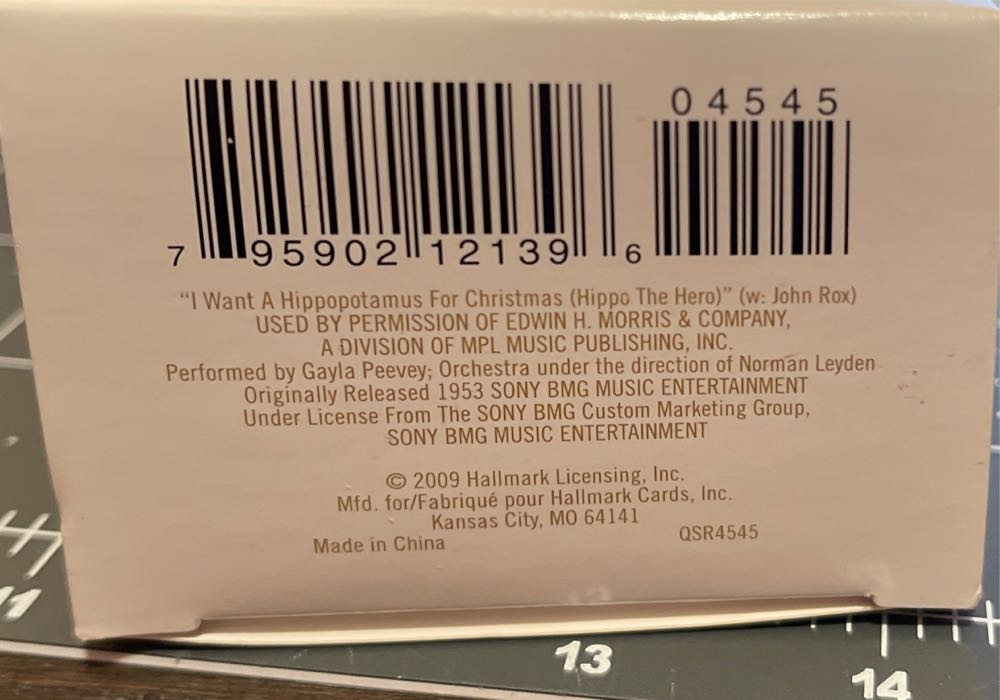 04545
7 95902 12139 6
"I Want A Hippopotamus For Christmas (Hippo The Hero)" (w: John Rox)
USED BY PERMISSION OF EDWIN H. MORRIS & COMPANY,
A DIVISION OF MPL MUSIC PUBLISHING, INC.
Performed by Gayla Peevey; Orchestra under the direction of Norman Leyden
Originally Released 1953 SONY BMG MUSIC ENTERTAINMENT
Under License From The SONY BMG Custom Marketing Group,
SONY BMG MUSIC ENTERTAINMENT
© 2009 Hallmark Licensing, Inc.
Mfd. for/Fabriqué pour Hallmark Cards, Inc.
Kansas City, MO 64141
Made in China
QSR4545
11
13
14